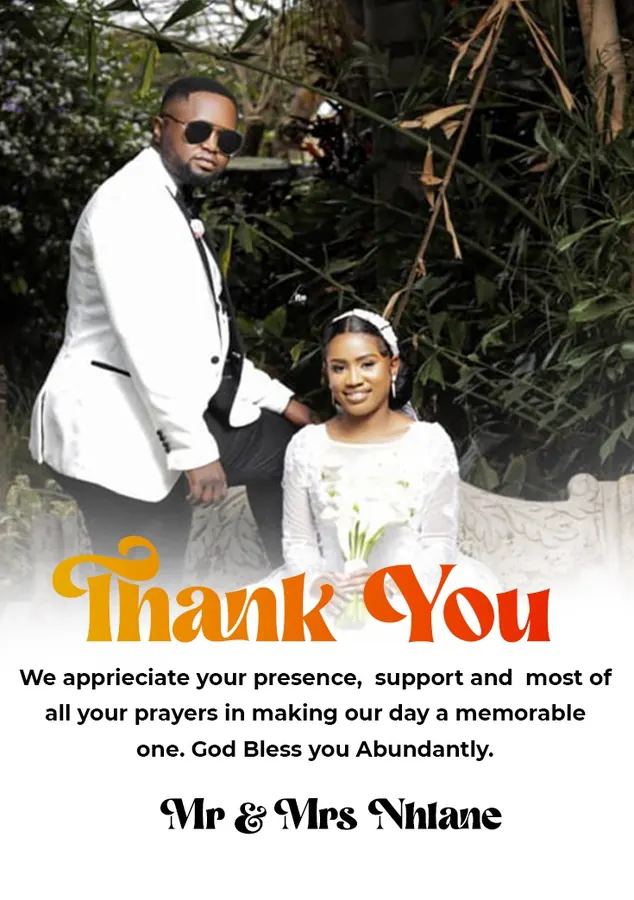 Thank You
We apprieciate your presence,  support and  most of
all your prayers in making our day a memorable
one. God Bless you Abundantly.
Mr & Mrs Nhlane